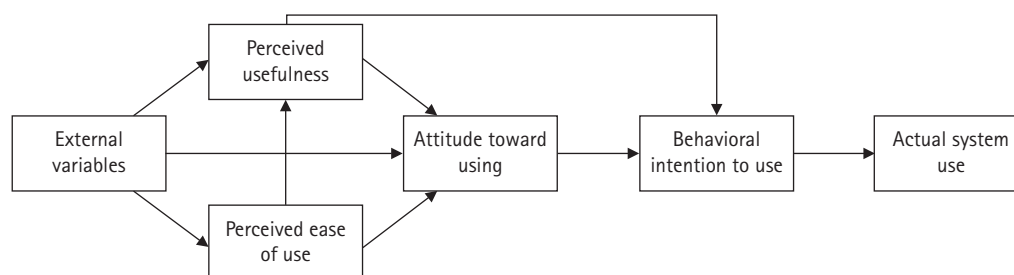 Perceived
usefulness
External
variables
Attitude toward
using
Behavioral
intention to use
Actual system
use
Perceived ease
of use